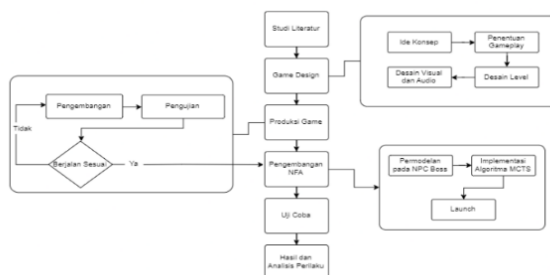 Studi Literatur
Game Design
Produksi Game
Pengembangan
NFA
Uji Coba
Hasil dan
Analisis Perilaku
Ide Konsep
Penentuan
Gameplay
Desain Visual
dan Audio
Desain Level
Pengembangan
Pengujian
Tidak
Berjalan Sesuai
Ya
Permodelan
pada NPC Boss
Implementasi
Algoritma MCTS
Launch